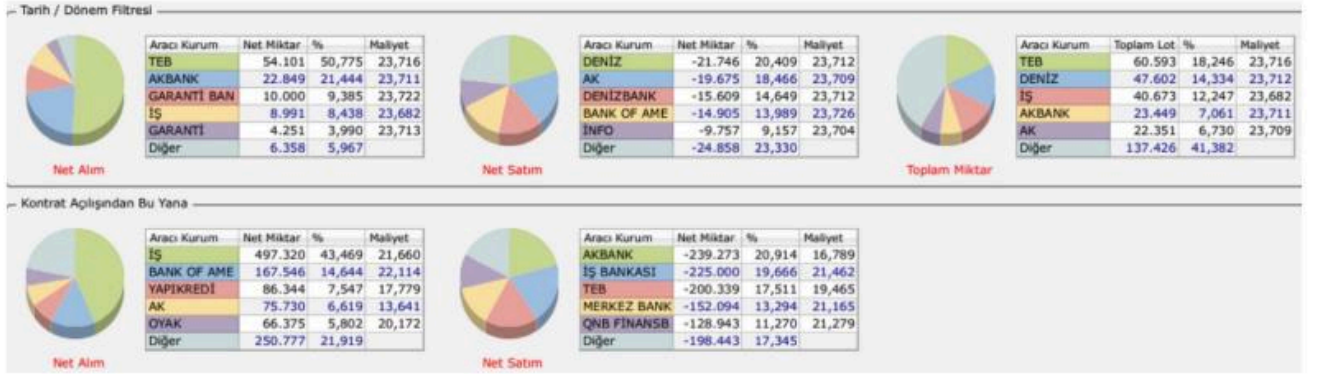 Tarih / Dönem Filtresi
Aracı Kurum Net Miktar % Maliyet
TEB 54.101 50,775 23,716
AKBANK 22.849 21,444 23,711
GARANTİ BAN 10.000 9,385 23,722
İŞ 8.991 8,438 23,682
GARANTİ 4.251 3,990 23,713
Diğer 6.358 5,967
Net Alım
Aracı Kurum Net Miktar % Maliyet
DENİZ -21.746 20,409 23,712
AK -19.675 18,466 23,709
DENİZBANK -15.609 14,649 23,712
BANK OF AME -14.905 13,989 23,726
INFO -9.757 9,157 23,704
Diğer -24.858 23,330
Net Satım
Aracı Kurum Toplam Lot % Maliyet
TEB 60.593 18,246 23,716
DENİZ 47.602 14,334 23,712
İŞ 40.673 12,247 23,682
AKBANK 23.449 7,061 23,711
AK 22.351 6,730 23,709
Diğer 137.426 41,382
Toplam Miktar
Kontrat Açılışından Bu Yana
Aracı Kurum Net Miktar % Maliyet
İŞ 497.320 43,469 21,660
BANK OF AME 167.546 14,644 22,114
YAPIKREDİ 86.344 7,547 17,779
AK 75.730 6,619 13,641
OYAK 66.375 5,802 20,172
Diğer 250.777 21,919
Net Alım
Aracı Kurum Net Miktar % Maliyet
AKBANK -239.273 20,914 16,789
İŞ BANKASI -225.000 19,666 21,462
TEB -200.339 17,511 19,465
MERKEZ BANK -152.094 13,294 21,165
QNB FİNANSB -128.943 11,270 21,279
Diğer -198.443 17,345
Net Satım